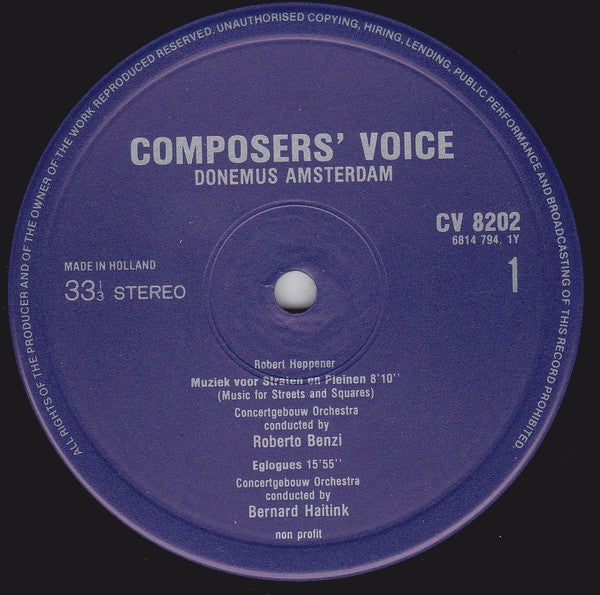 ALL RIGHTS OF THE PRODUCER AND OF THE OWNER OF THE WORK REPRODUCED RESERVED. UNAUTHORISED COPYING, HIRING, LENDING, PUBLIC PERFORMANCE AND BROADCASTING OF THIS RECORD PROHIBITED
COMPOSERS' VOICE
DONEMUS AMSTERDAM
CV 8202
6814 794. 1Y
MADE IN HOLLAND
1
33 1/3 STEREO
Robert Heppener
Muziek voor Straten en Pleinen 8'10''
(Music for Streets and Squares)
Concertgebouw Orchestra
conducted by
Roberto Benzi
Eglogues 15'55''
Concertgebouw Orchestra
conducted by
Bernard Haitink
non profit